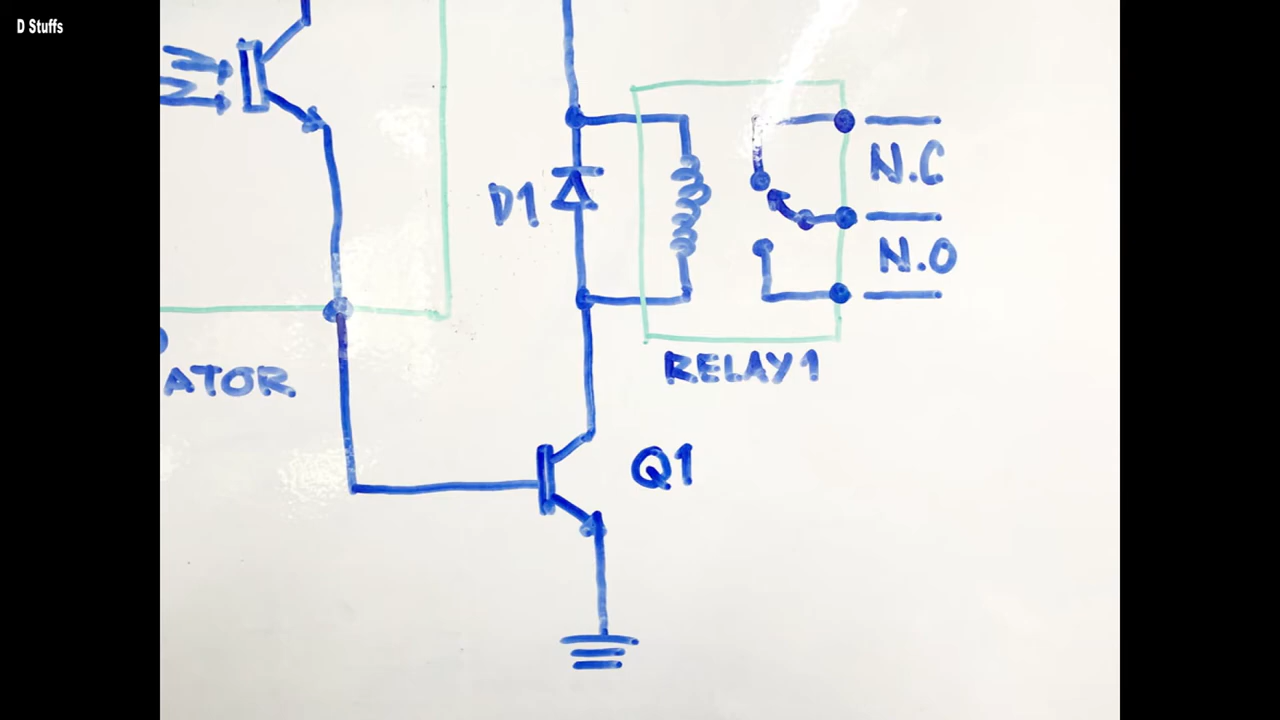 D Stuffs
N.C
D1
N.O
RELAY1
ATOR
Q1